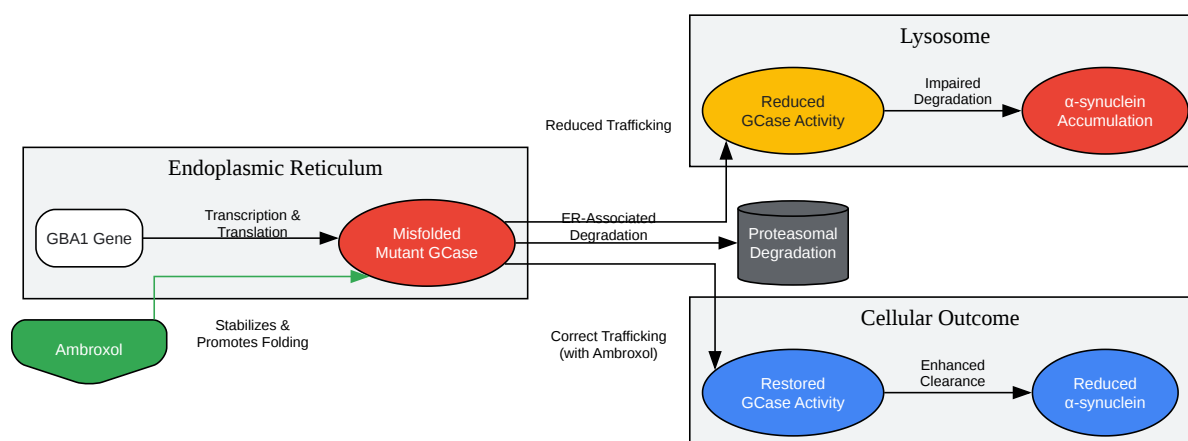 Lysosome
Reduced
GCase Activity
Impaired
Degradation
α-synuclein
Accumulation
Reduced Trafficking
Endoplasmic Reticulum
GBA1 Gene
Transcription &
Translation
Misfolded
Mutant GCase
ER-Associated
Degradation
Proteasomal
Degradation
Ambroxol
Stabilizes &
Promotes Folding
Correct Trafficking
(with Ambroxol)
Cellular Outcome
Restored
GCase Activity
Enhanced
Clearance
Reduced
α-synuclein